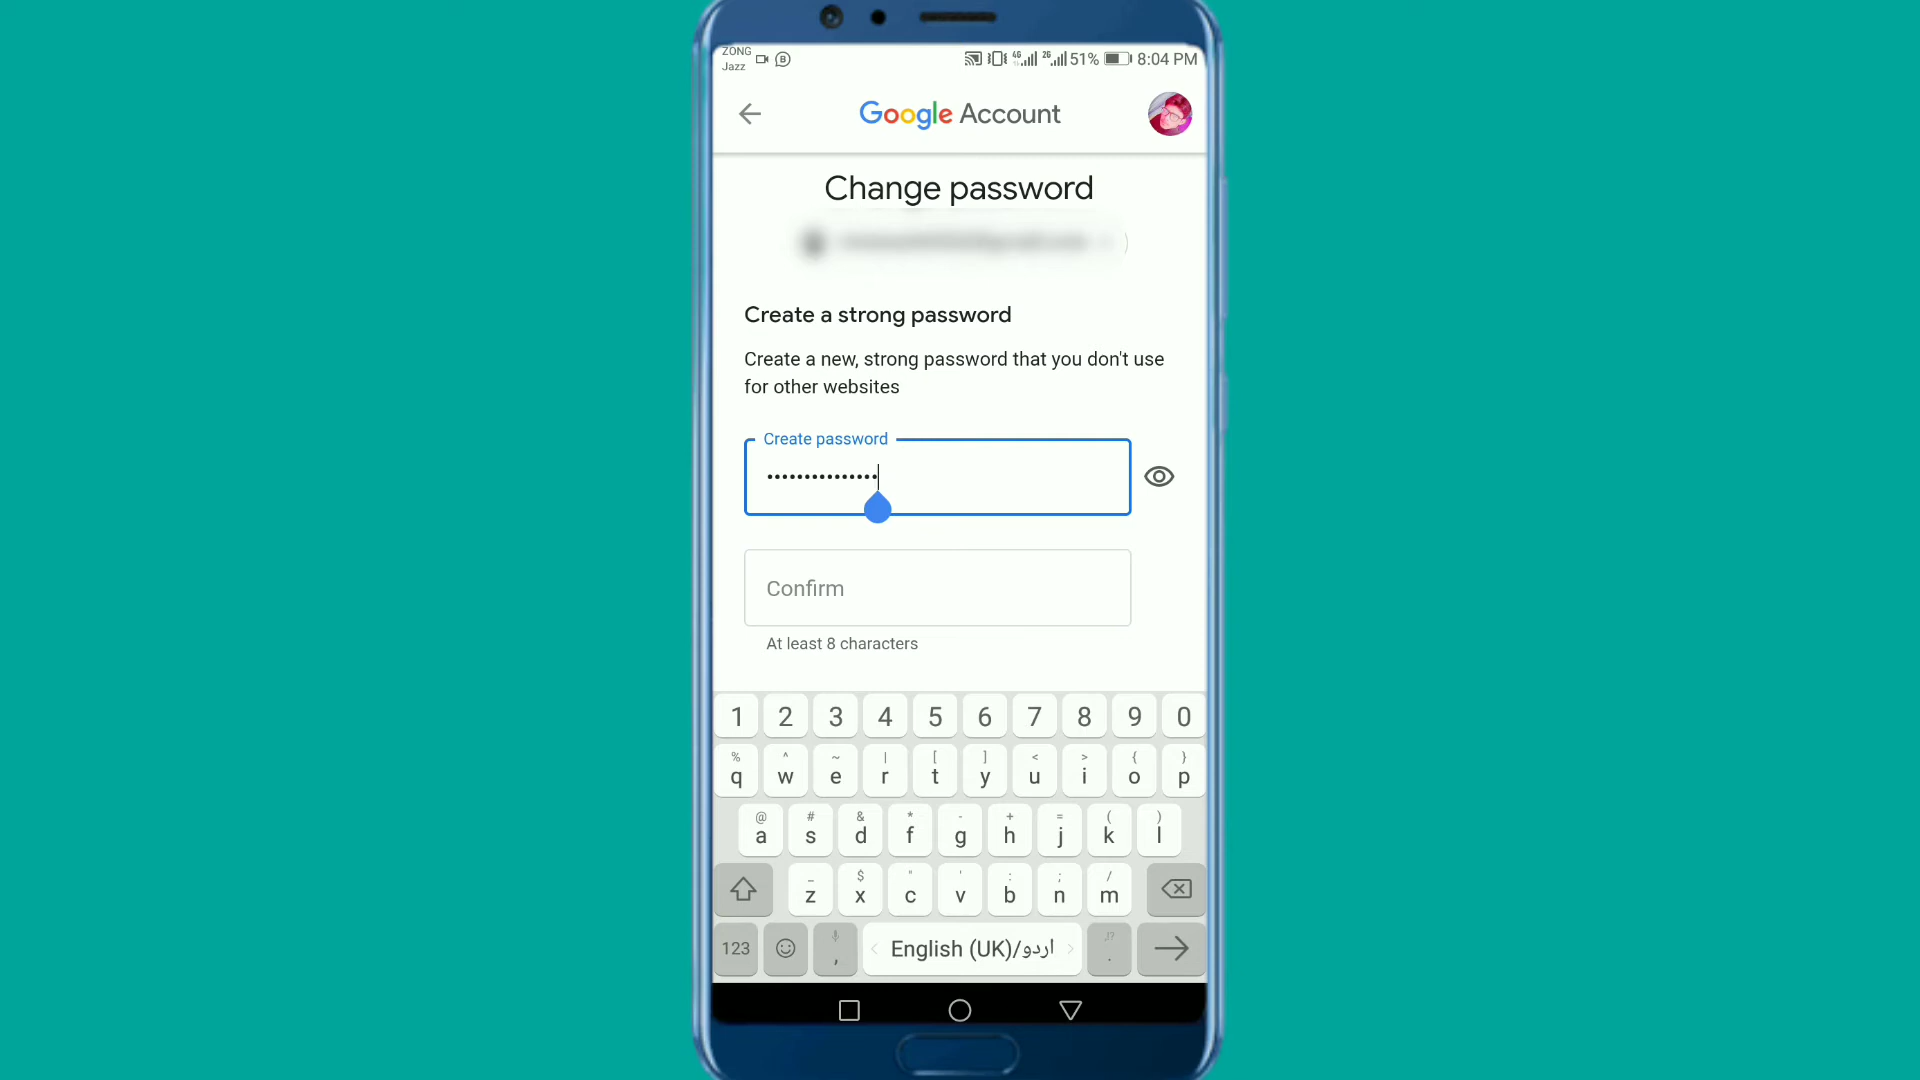 ZONG
Jazz
4G
2G
51%
8:04 PM
Google Account
Change password
Create a strong password
Create a new, strong password that you don't use
for other websites
Create password
•••••••••••••••
Confirm
At least 8 characters
1 2 3 4 5 6 7 8 9 0
% ^ ~ | [ ] < > { }
q w e r t y u i o p
@ # & * - + = ( )
a s d f g h j k l
_ $ " ' : ; /
z x c v b n m
123 , English (UK)/اردو .
,!?